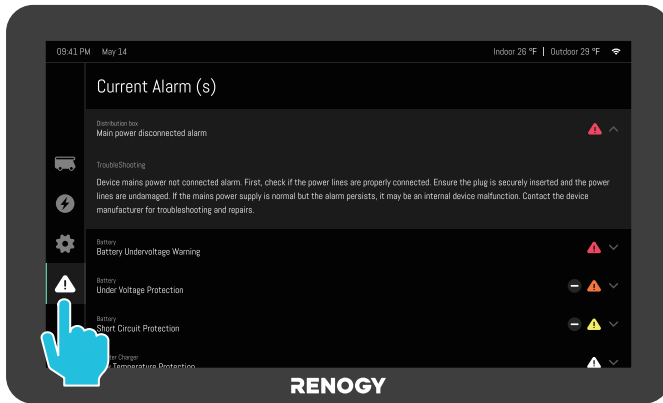 09:41 PM May 14 Indoor 26 ℉ | Outdoor 29 ℉
Current Alarm (s)
Distribution box
Main power disconnected alarm
TroubleShooting
Device mains power not connected alarm. First, check if the power lines are properly connected. Ensure the plug is securely inserted and the power
lines are undamaged. If the mains power supply is normal but the alarm persists, it may be an internal device malfunction. Contact the device
manufacturer for troubleshooting and repairs.
Battery
Battery Undervoltage Warning
Battery
Under Voltage Protection
Battery
Short Circuit Protection
Charger
Temperature Protection
RENOGY